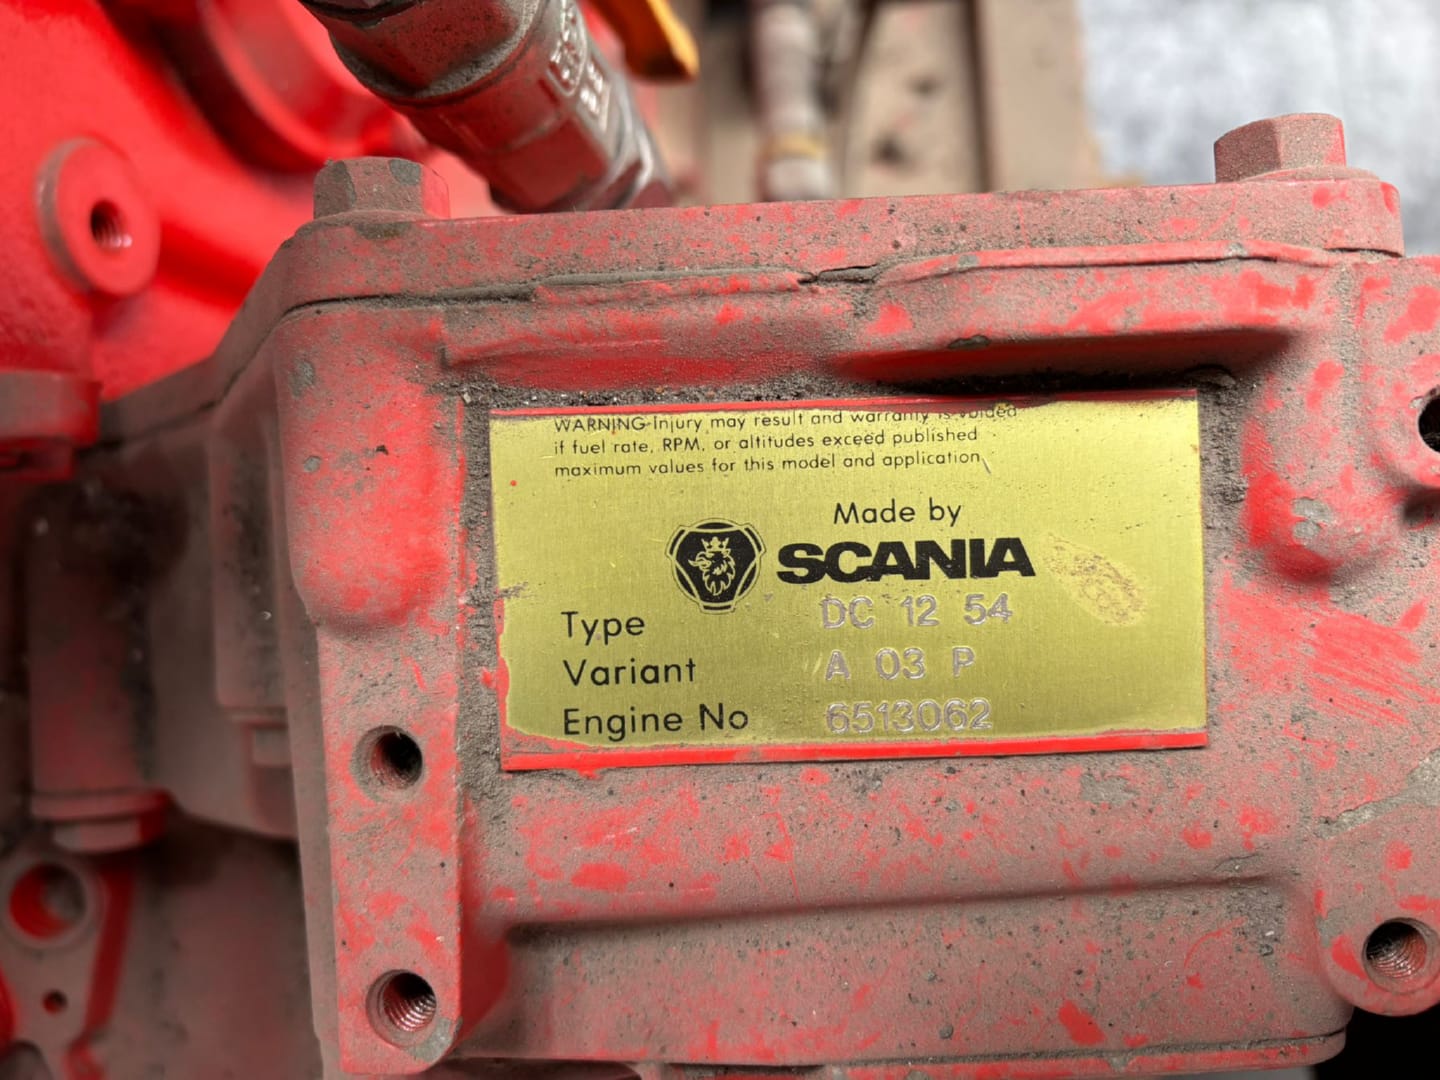 WARNING-Injury may result and warranty is voided
if fuel rate, RPM, or altitudes exceed published
maximum values for this model and application
Made by
SCANIA
Type DC 12 54
Variant A 03 P
Engine No 6513062